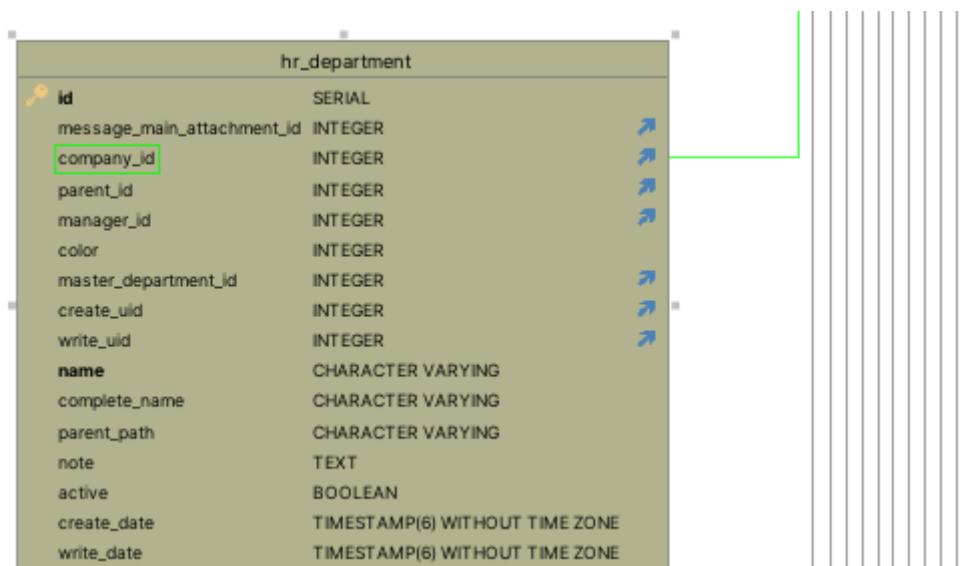 hr_department
id SERIAL
message_main_attachment_id INTEGER
company_id INTEGER
parent_id INTEGER
manager_id INTEGER
color INTEGER
master_department_id INTEGER
create_uid INTEGER
write_uid INTEGER
name CHARACTER VARYING
complete_name CHARACTER VARYING
parent_path CHARACTER VARYING
note TEXT
active BOOLEAN
create_date TIMESTAMP(6) WITHOUT TIME ZONE
write_date TIMESTAMP(6) WITHOUT TIME ZONE